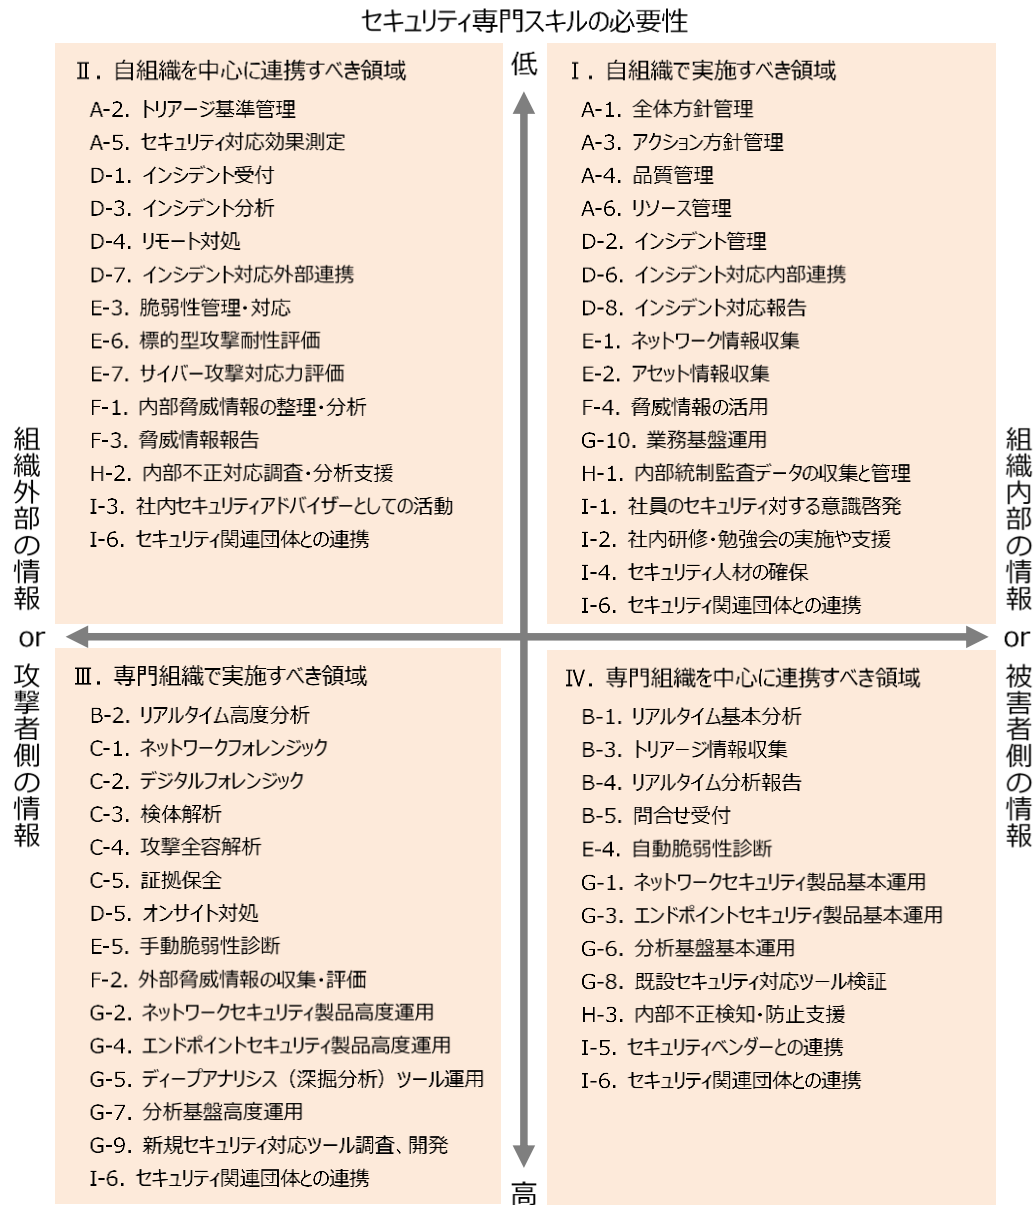 セキュリティ専門スキルの必要性
低
Ⅱ. 自組織を中心に連携すべき領域
A-2. トリアージ基準管理
A-5. セキュリティ対応効果測定
D-1. インシデント受付
D-3. インシデント分析
D-4. リモート対処
D-7. インシデント対応外部連携
E-3. 脆弱性管理・対応
E-6. 標的型攻撃耐性評価
E-7. サイバー攻撃対応力評価
F-1. 内部脅威情報の整理・分析
F-3. 脅威情報報告
H-2. 内部不正対応調査・分析支援
I-3. 社内セキュリティアドバイザーとしての活動
I-6. セキュリティ関連団体との連携
Ⅰ. 自組織で実施すべき領域
A-1. 全体方針管理
A-3. アクション方針管理
A-4. 品質管理
A-6. リソース管理
D-2. インシデント管理
D-6. インシデント対応内部連携
D-8. インシデント対応報告
E-1. ネットワーク情報収集
E-2. アセット情報収集
F-4. 脅威情報の活用
G-10. 業務基盤運用
H-1. 内部統制監査データの収集と管理
I-1. 社員のセキュリティ対する意識啓発
I-2. 社内研修・勉強会の実施や支援
I-4. セキュリティ人材の確保
I-6. セキュリティ関連団体との連携
組織外部の情報
or
攻撃者側の情報
組織内部の情報
or
被害者側の情報
Ⅲ. 専門組織で実施すべき領域
B-2. リアルタイム高度分析
C-1. ネットワークフォレンジック
C-2. デジタルフォレンジック
C-3. 検体解析
C-4. 攻撃全容解析
C-5. 証拠保全
D-5. オンサイト対処
E-5. 手動脆弱性診断
F-2. 外部脅威情報の収集・評価
G-2. ネットワークセキュリティ製品高度運用
G-4. エンドポイントセキュリティ製品高度運用
G-5. ディープアナリシス（深掘分析）ツール運用
G-7. 分析基盤高度運用
G-9. 新規セキュリティ対応ツール調査、開発
I-6. セキュリティ関連団体との連携
Ⅳ. 専門組織を中心に連携すべき領域
B-1. リアルタイム基本分析
B-3. トリアージ情報収集
B-4. リアルタイム分析報告
B-5. 問合せ受付
E-4. 自動脆弱性診断
G-1. ネットワークセキュリティ製品基本運用
G-3. エンドポイントセキュリティ製品基本運用
G-6. 分析基盤基本運用
G-8. 既設セキュリティ対応ツール検証
H-3. 内部不正検知・防止支援
I-5. セキュリティベンダーとの連携
I-6. セキュリティ関連団体との連携
高